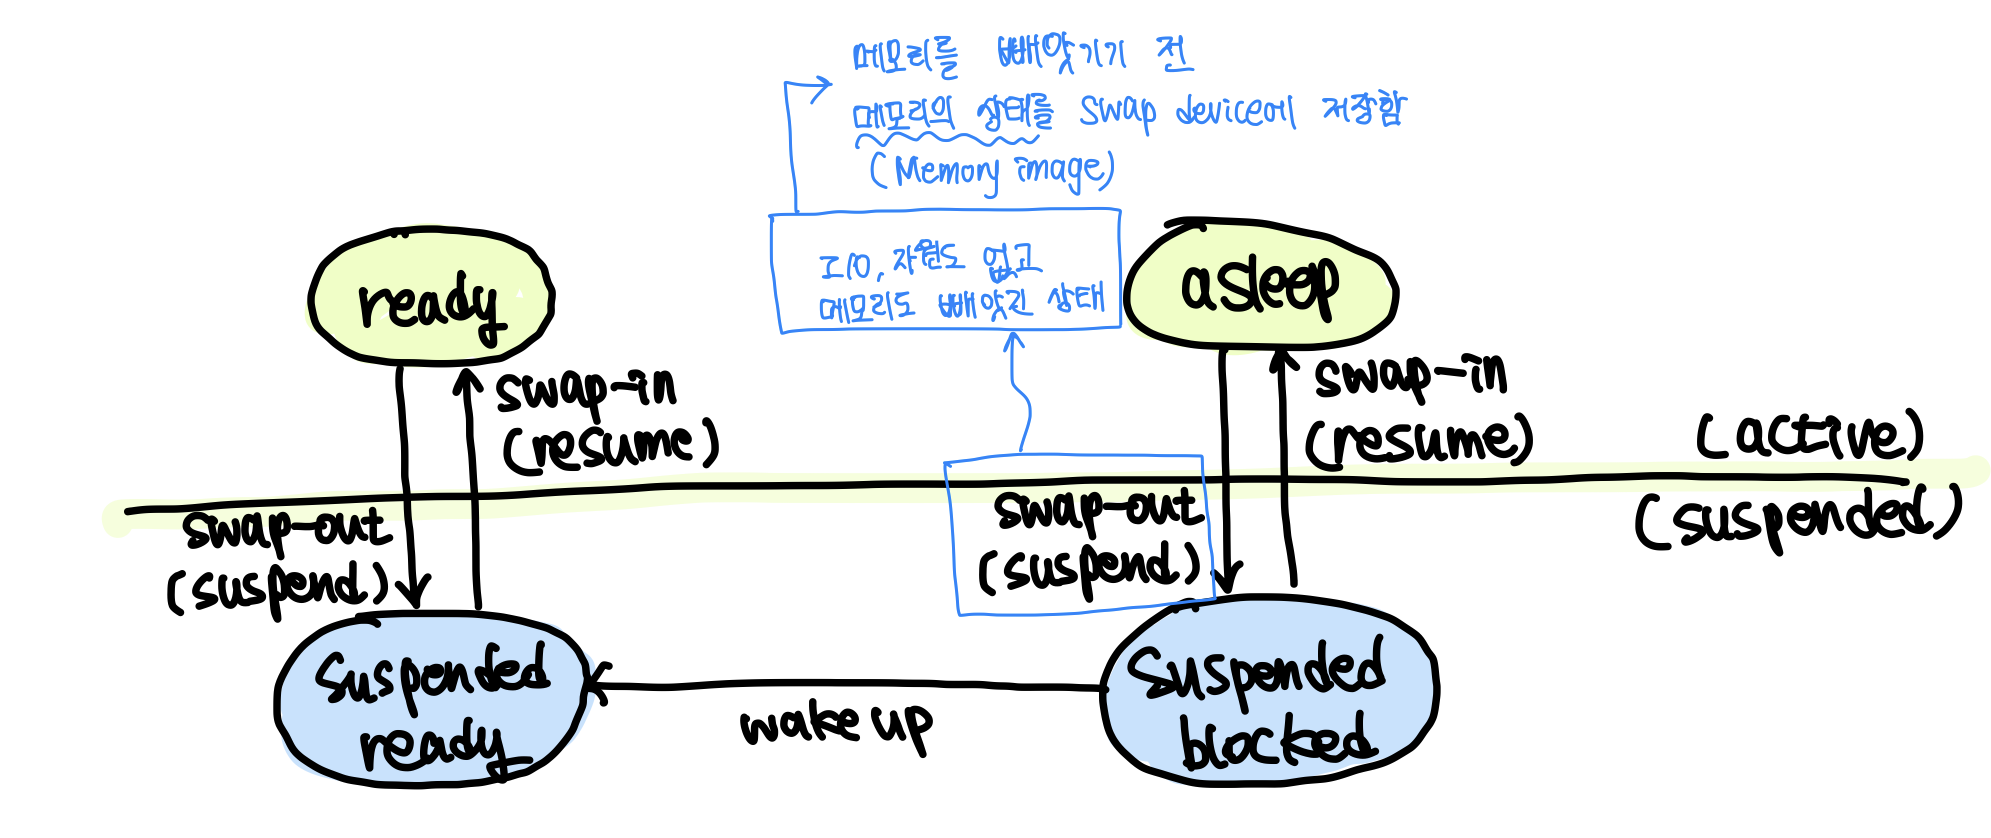 메모리를 빼앗기기 전
메모리의 상태를 swap device에 저장함
(Memory image)
I/O, 자원도 없고
메모리도 빼앗긴 상태
ready
asleep
swap-in
(resume)
swap-in
(resume)
(active)
swap-out
(suspend)
swap-out
(suspend)
(suspended)
suspended
ready
wake up
suspended
blocked